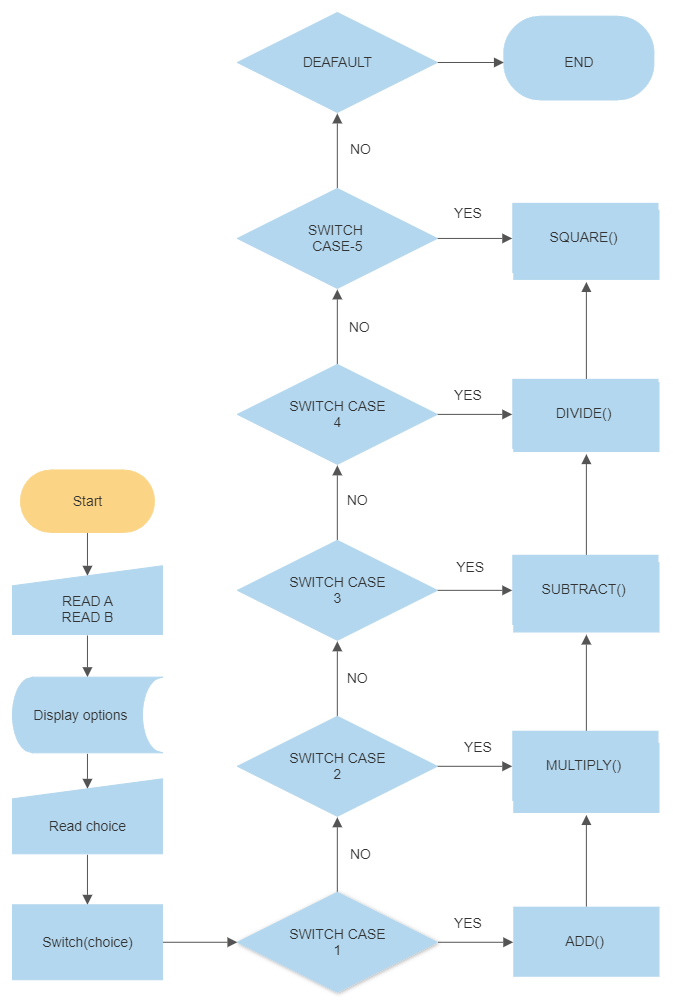 Start
READ A
READ B
Display options
Read choice
Switch(choice)
SWITCH CASE
1
YES
ADD()
NO
SWITCH CASE
2
YES
MULTIPLY()
NO
SWITCH CASE
3
YES
SUBTRACT()
NO
SWITCH CASE
4
YES
DIVIDE()
NO
SWITCH
CASE-5
YES
SQUARE()
NO
DEAFAULT
END